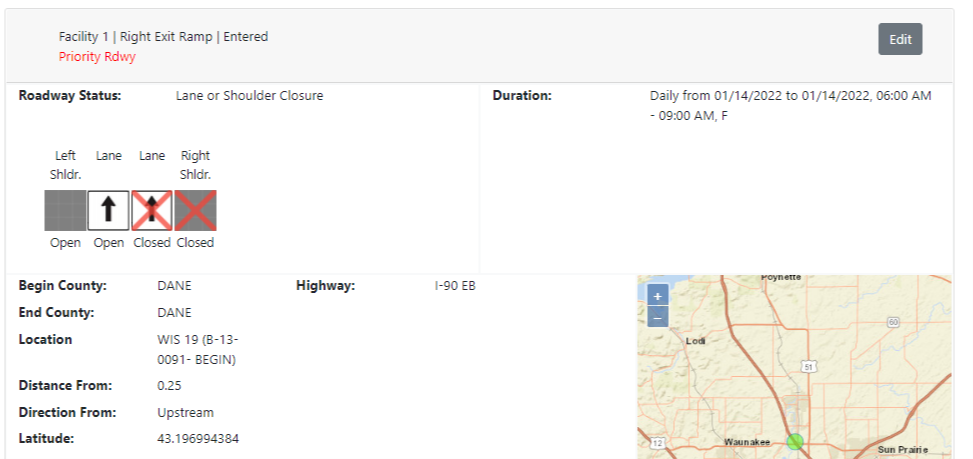 Facility 1 | Right Exit Ramp | Entered
Priority Rdwy
Edit
Roadway Status: Lane or Shoulder Closure
Duration: Daily from 01/14/2022 to 01/14/2022, 06:00 AM
- 09:00 AM, F
Left Lane Lane Right
Shldr. Shldr.
Open Open Closed Closed
Begin County: DANE Highway: I-90 EB
End County: DANE
Location WIS 19 (B-13-
0091- BEGIN)
Distance From: 0.25
Direction From: Upstream
Latitude: 43.196994384
+
−
Poynette
60
Lodi
51
12
Waunakee
Sun Prairie